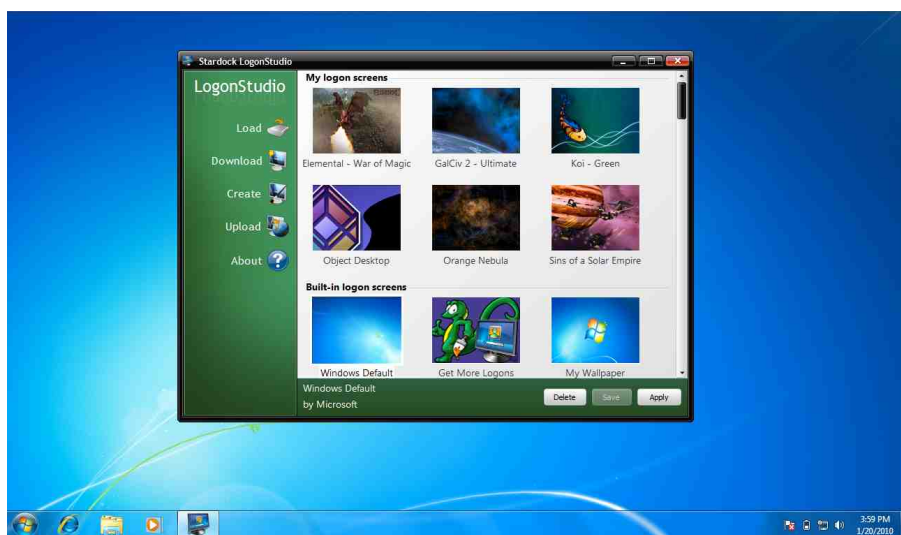 Stardock LogonStudio
LogonStudio
Load
Download
Create
Upload
About
My logon screens
Elemental - War of Magic
GalCiv 2 - Ultimate
Koi - Green
Object Desktop
Orange Nebula
Sins of a Solar Empire
Built-in logon screens
Windows Default
Get More Logons
My Wallpaper
Windows Default
by Microsoft
Delete
Save
Apply
3:59 PM
1/20/2010